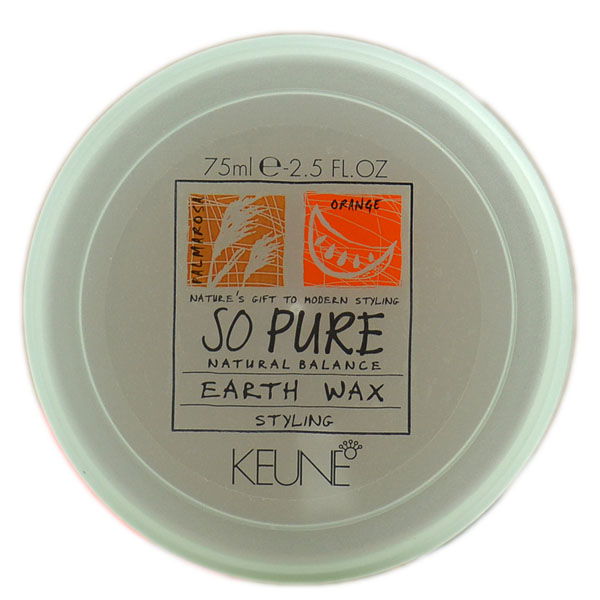 75ml e-2.5 FL.OZ
PALMAROSA
ORANGE
NATURE'S GIFT TO MODERN STYLING
SO PURE
NATURAL BALANCE
EARTH WAX
STYLING
KEUNE